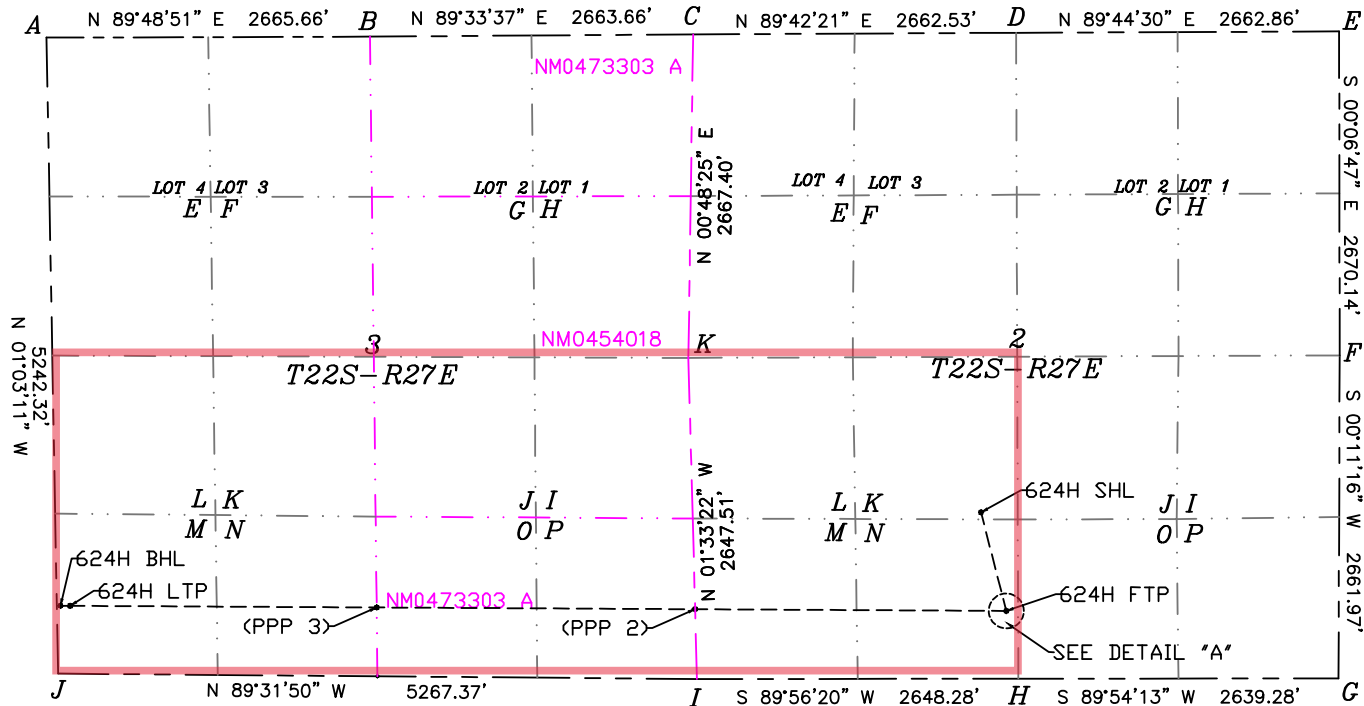 A
N 89°48'51" E 2665.66'
B
N 89°33'37" E 2663.66'
C
N 89°42'21" E 2662.53'
D
N 89°44'30" E 2662.86'
E
NM0473303 A
S 00°06'47" E 2670.14'
N 00°48'25" E
2667.40'
LOT 4 LOT 3
E F
LOT 2 LOT 1
G H
LOT 4 LOT 3
E F
LOT 2 LOT 1
G H
N 01°03'11" W
5242.32'
3
T22S-R27E
NM0454018
K
2
T22S-R27E
F
S 00°11'16" W 2661.97'
N 01°33'22" W
2647.51'
L K
M N
J I
O P
L K
M N
J I
O P
624H SHL
624H BHL
624H LTP
NM0473303 A
(PPP 3)
(PPP 2)
624H FTP
SEE DETAIL "A"
J
N 89°31'50" W 5267.37'
I
S 89°56'20" W 2648.28'
H
S 89°54'13" W 2639.28'
G